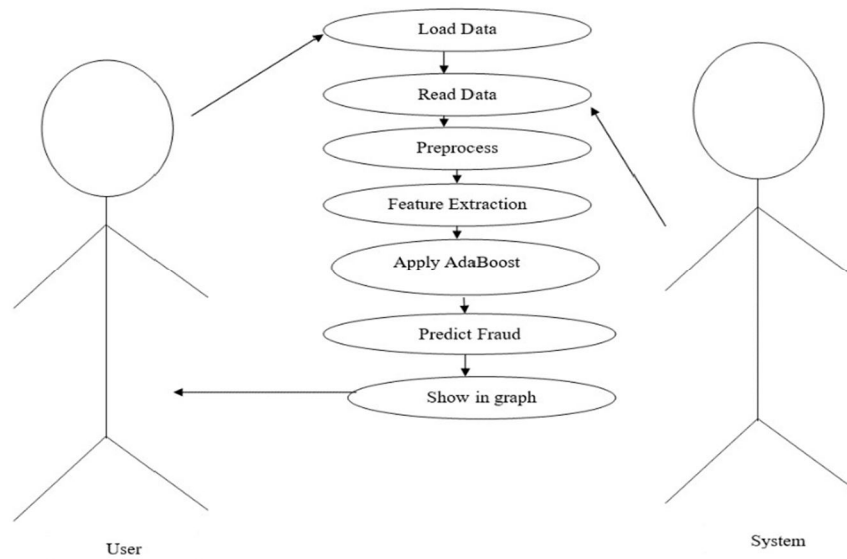 Load Data
Read Data
Preprocess
Feature Extraction
Apply AdaBoost
Predict Fraud
Show in graph
User
System